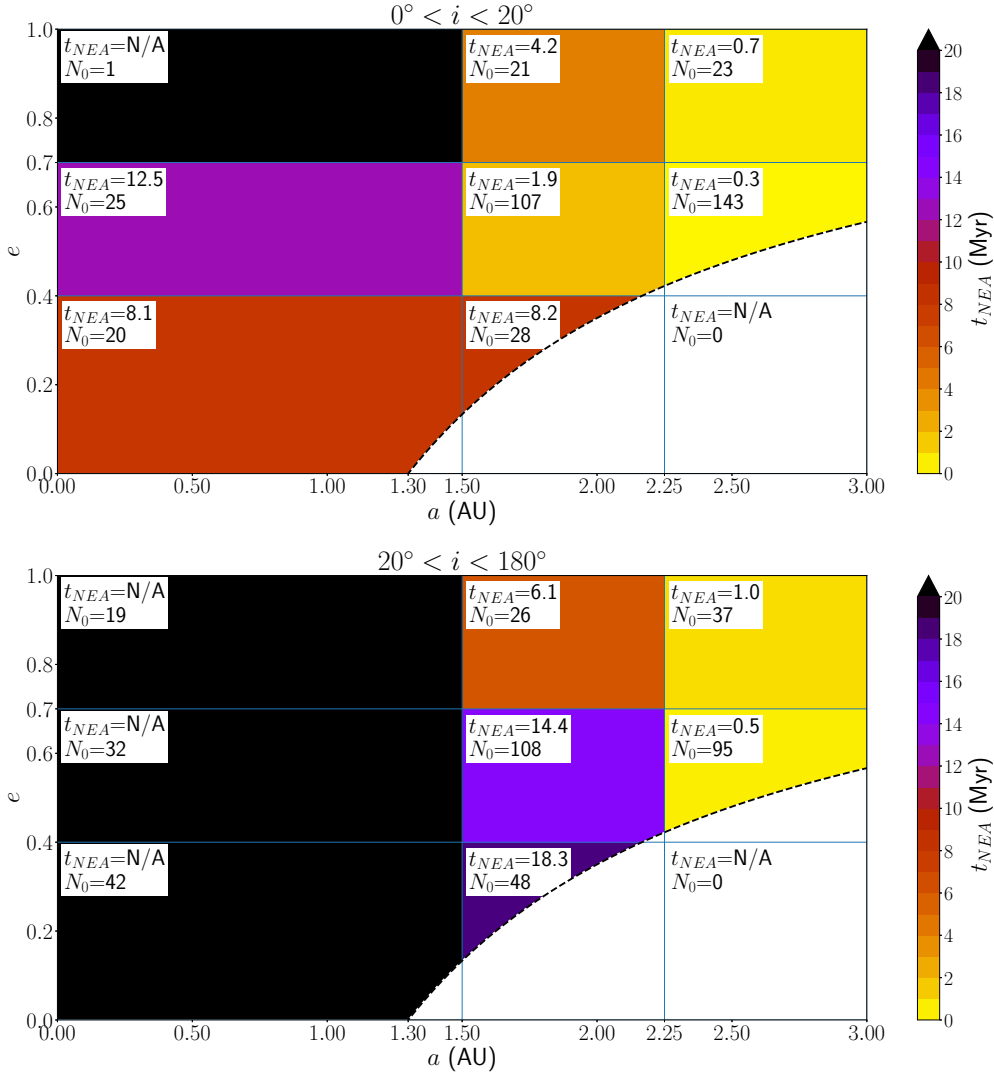 0° < i < 20°
t_NEA=N/A
N_0=1
t_NEA=4.2
N_0=21
t_NEA=0.7
N_0=23
t_NEA=12.5
N_0=25
t_NEA=1.9
N_0=107
t_NEA=0.3
N_0=143
t_NEA=8.1
N_0=20
t_NEA=8.2
N_0=28
t_NEA=N/A
N_0=0
1.0
0.8
0.7
0.6
0.4
0.2
0.0
e
0.00
0.50
1.00
1.30
1.50
2.00
2.25
2.50
3.00
a (AU)
20
18
16
14
12
10
8
6
4
2
0
t_NEA (Myr)
20° < i < 180°
t_NEA=N/A
N_0=19
t_NEA=6.1
N_0=26
t_NEA=1.0
N_0=37
t_NEA=N/A
N_0=32
t_NEA=14.4
N_0=108
t_NEA=0.5
N_0=95
t_NEA=N/A
N_0=42
t_NEA=18.3
N_0=48
t_NEA=N/A
N_0=0
1.0
0.8
0.7
0.6
0.4
0.2
0.0
e
0.00
0.50
1.00
1.30
1.50
2.00
2.25
2.50
3.00
a (AU)
20
18
16
14
12
10
8
6
4
2
0
t_NEA (Myr)